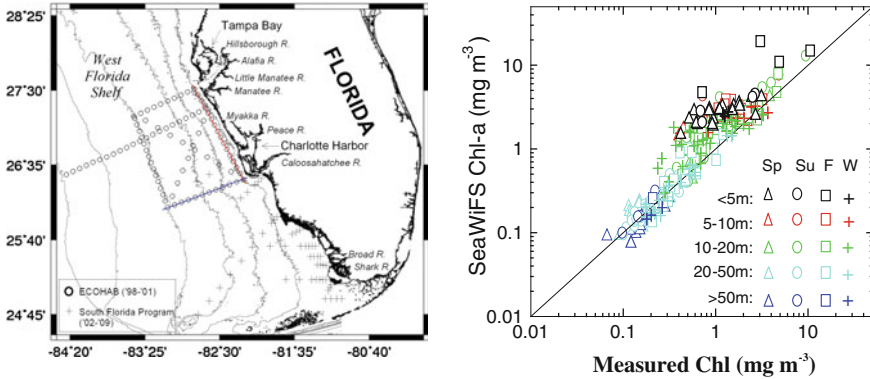 28°25'
27°30'
26°35'
25°40'
24°45'
-84°20'
-83°25'
-82°30'
-81°35'
-80°40'
West
Florida
Shelf
Tampa Bay
Hillsborough R.
Alafia R.
Little Manatee R.
Manatee R.
Myakka R.
Peace R.
Charlotte Harbor
Caloosahatchee R.
FLORIDA
Broad R.
Shark R.
ECOHAB ('98-'01)
South Florida Program
('02-'09)
SeaWiFS Chl-a (mg m⁻³)
100
10
1
0.1
0.01
0.01 0.1 1 10 100
Measured Chl (mg m⁻³)
Sp Su F W
<5m:
5-10m:
10-20m:
20-50m:
>50m: